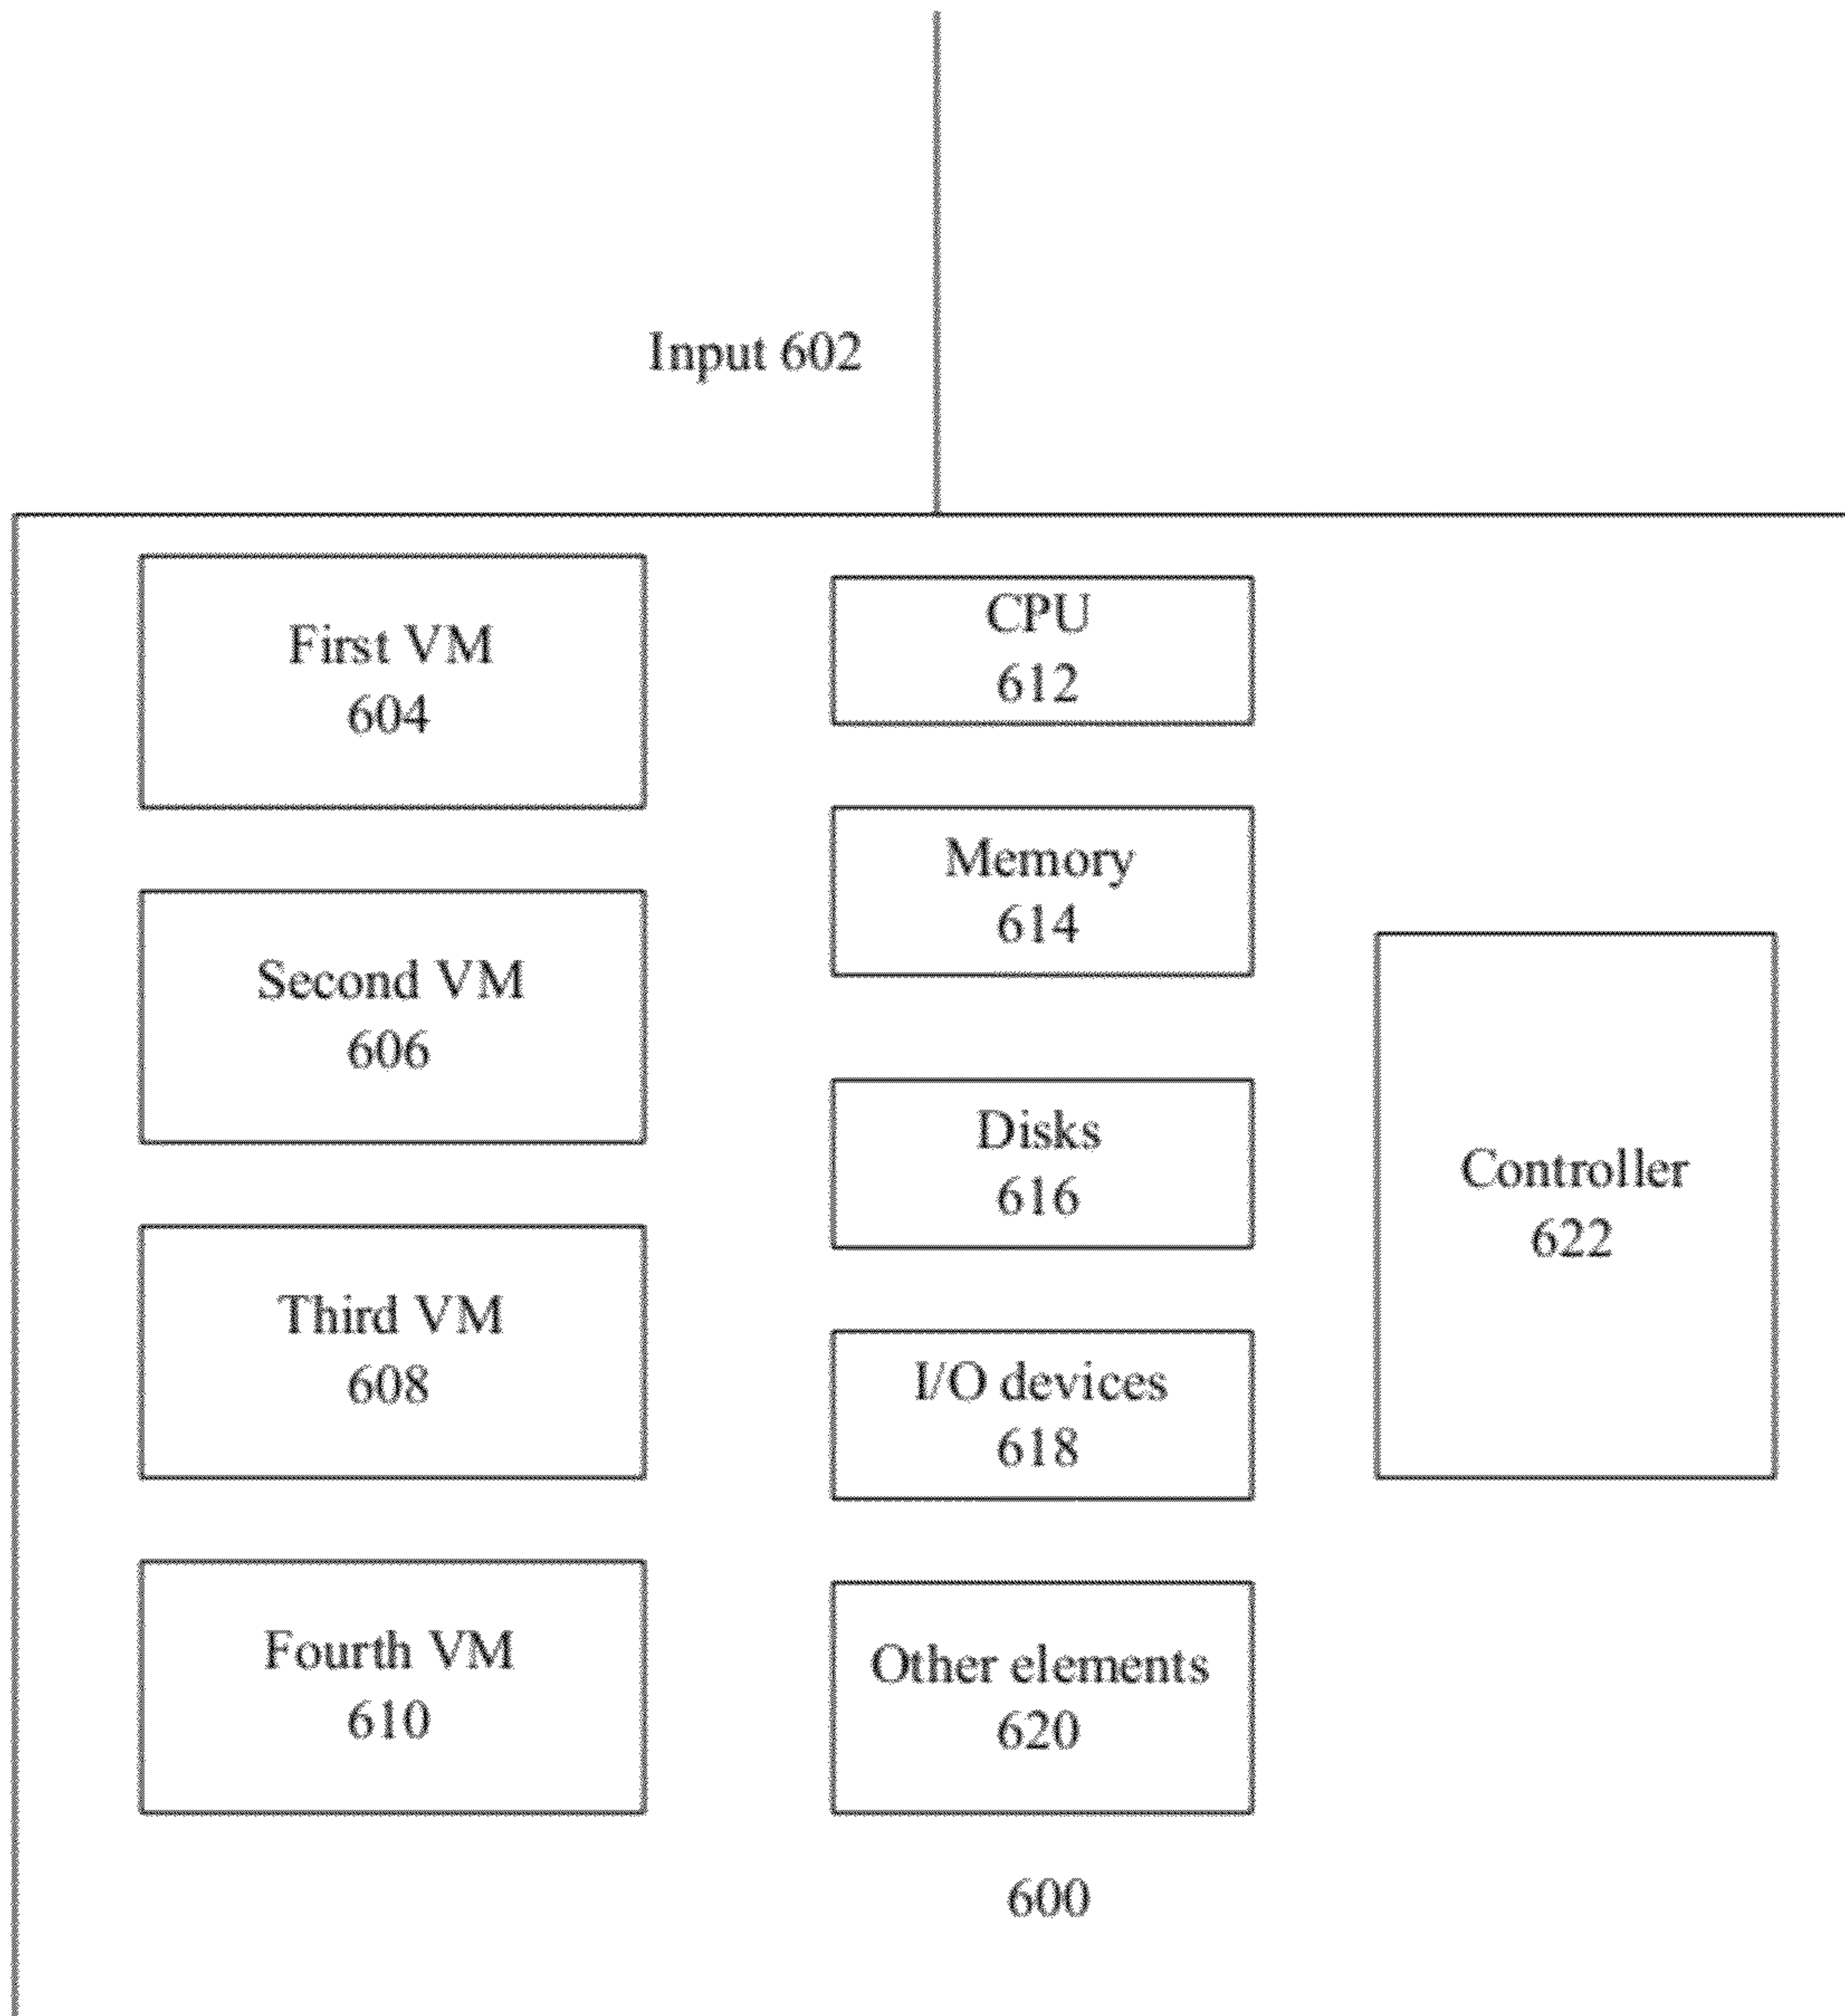 Input 602
First VM
604
Second VM
606
Third VM
608
Fourth VM
610
CPU
612
Memory
614
Disks
616
I/O devices
618
Other elements
620
Controller
622
600